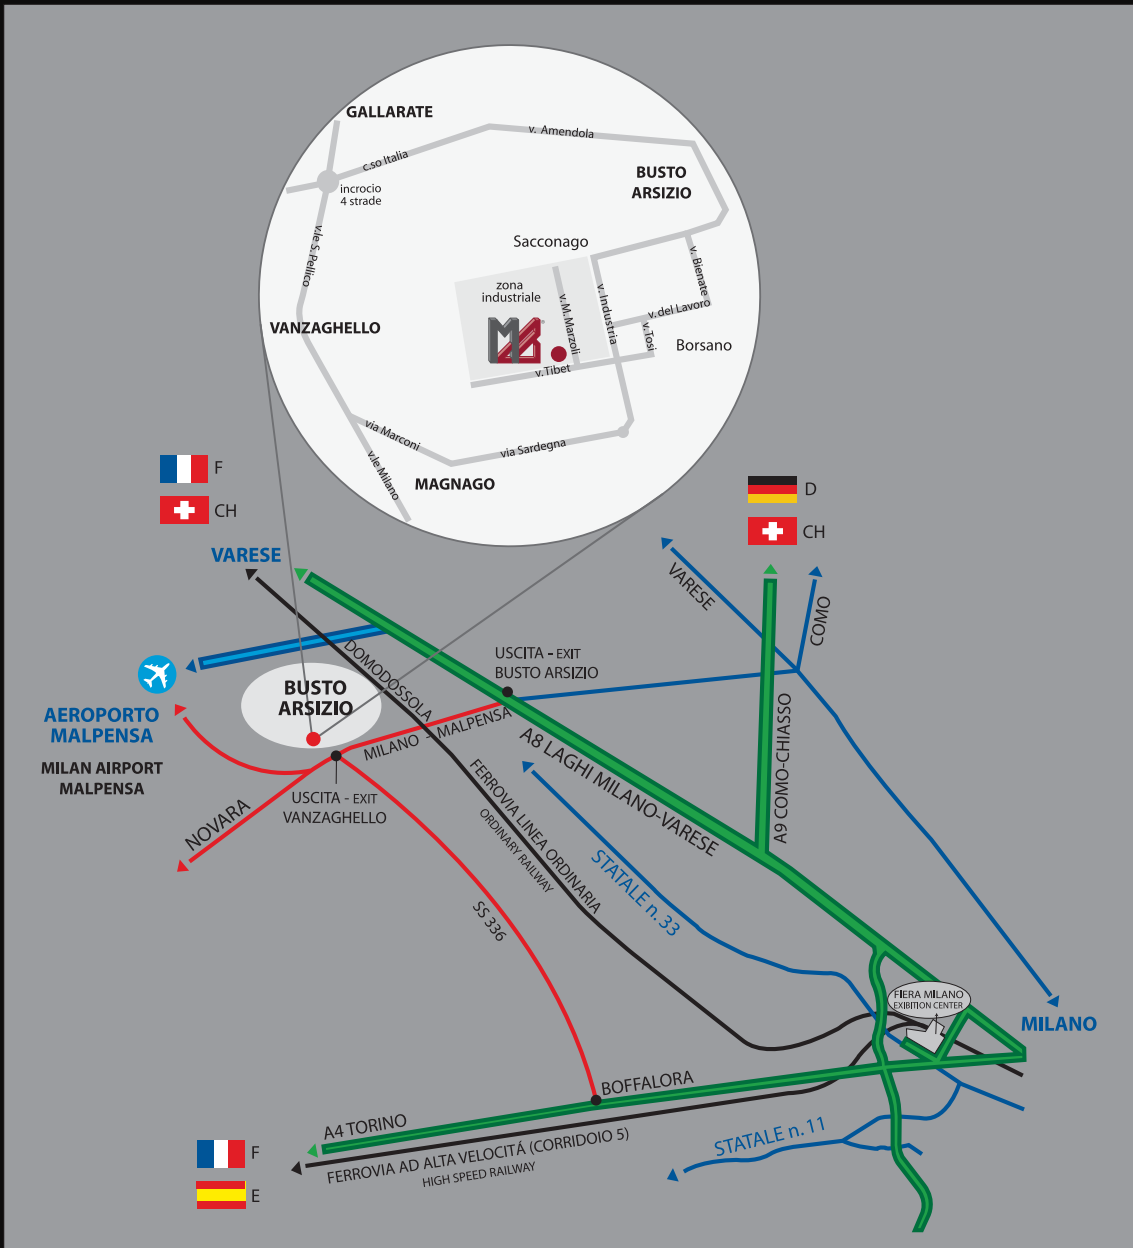 GALLARATE
v. Amendola
c.so Italia
BUSTO
ARSIZIO
incrocio
4 strade
v.le S. Pellico
Sacconago
v. Bienate
zona
industriale
v. M. Marzoli
v. Industria
v. del Lavoro
VANZAGHELLO
MB
v. Tosi
Borsano
v. Tibet
via Marconi
via Sardegna
v.le Milano
MAGNAGO
F
CH
D
CH
VARESE
VARESE
COMO
USCITA - EXIT
BUSTO ARSIZIO
DOMODOSSOLA
BUSTO
ARSIZIO
AEROPORTO
MALPENSA
MILAN AIRPORT
MALPENSA
MILANO - MALPENSA
A8 LAGHI MILANO-VARESE
A9 COMO-CHIASSO
USCITA - EXIT
VANZAGHELLO
NOVARA
FERROVIA LINEA ORDINARIA
ORDINARY RAILWAY
STATALE n. 33
SS 336
FIERA MILANO
EXIBITION CENTER
MILANO
BOFFALORA
A4 TORINO
STATALE n. 11
FERROVIA AD ALTA VELOCITÁ (CORRIDOIO 5)
HIGH SPEED RAILWAY
F
E